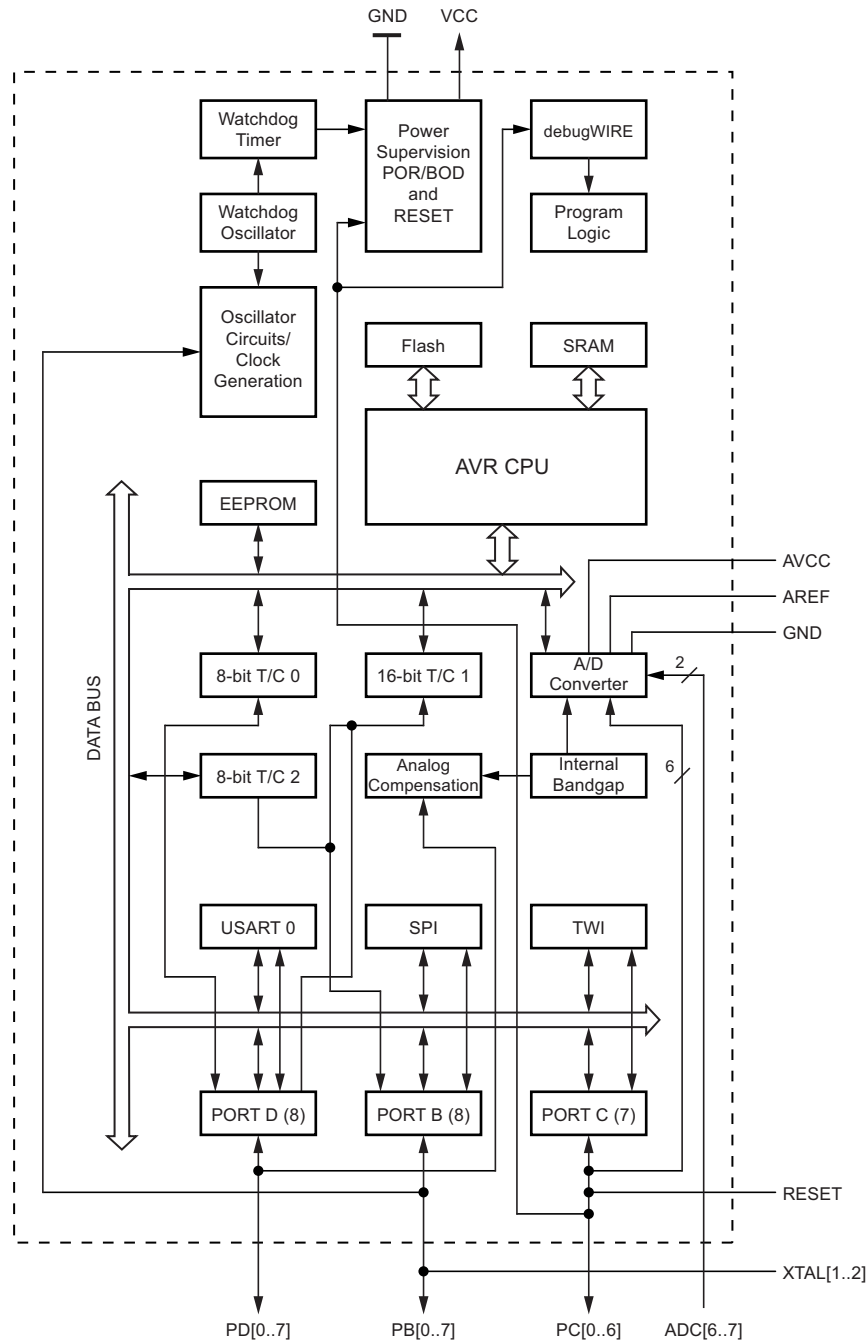 GND
VCC
Watchdog
Timer
Power
Supervision
POR/BOD
and
RESET
debugWIRE
Watchdog
Oscillator
Program
Logic
Oscillator
Circuits/
Clock
Generation
Flash
SRAM
AVR CPU
EEPROM
AVCC
AREF
GND
DATA BUS
8-bit T/C 0
16-bit T/C 1
A/D
Converter
2
8-bit T/C 2
Analog
Compensation
Internal
Bandgap
6
USART 0
SPI
TWI
PORT D (8)
PORT B (8)
PORT C (7)
RESET
XTAL[1..2]
PD[0..7]
PB[0..7]
PC[0..6]
ADC[6..7]